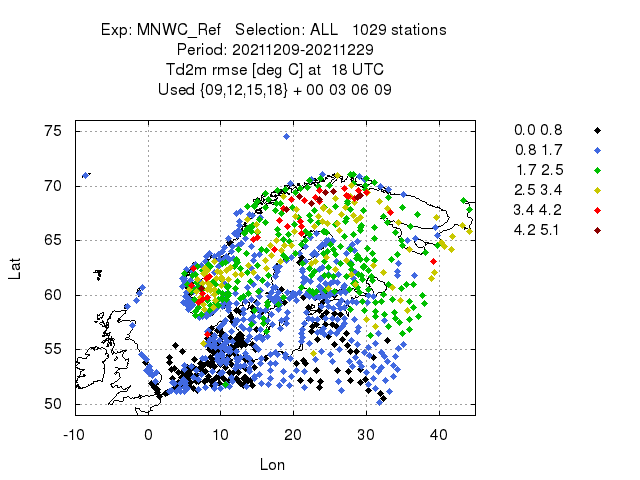 Exp: MNWC_Ref   Selection: ALL   1029 stations
Period: 20211209-20211229
Td2m rmse [deg C] at  18 UTC
Used {09,12,15,18} + 00 03 06 09
75
70
65
60
55
50
Lat
-10 0 10 20 30 40
Lon
0.0 0.8
0.8 1.7
1.7 2.5
2.5 3.4
3.4 4.2
4.2 5.1